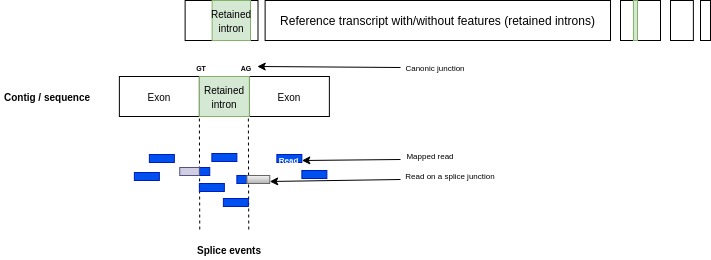 Retained
intron
Reference transcript with/without features (retained introns)
GT
AG
Canonic junction
Contig / sequence
Exon
Retained
intron
Exon
Read
Mapped read
Read on a splice junction
Splice events